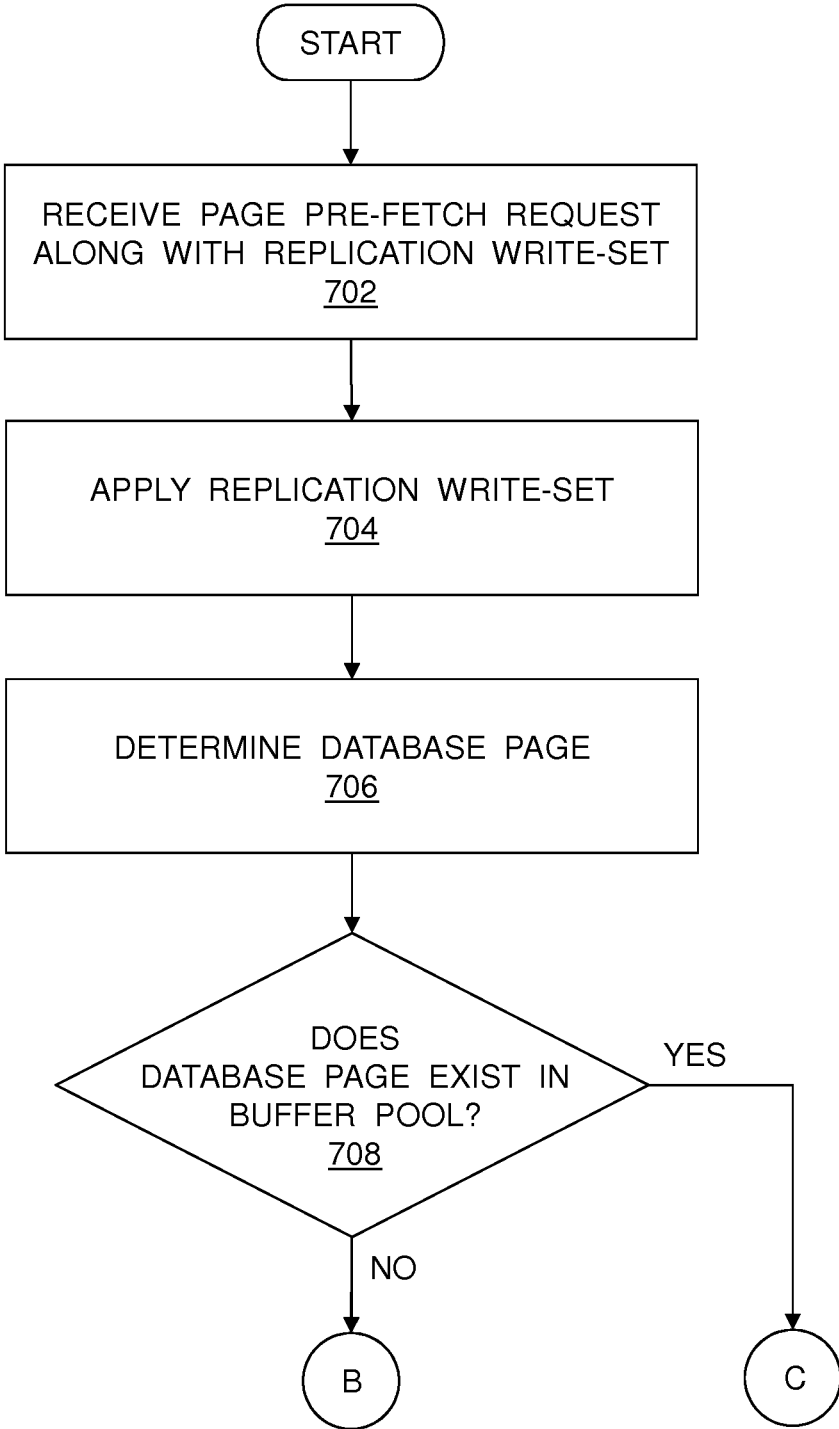 START
RECEIVE PAGE PRE-FETCH REQUEST
ALONG WITH REPLICATION WRITE-SET
702
APPLY REPLICATION WRITE-SET
704
DETERMINE DATABASE PAGE
706
DOES
DATABASE PAGE EXIST IN
BUFFER POOL?
708
YES
NO
B
C